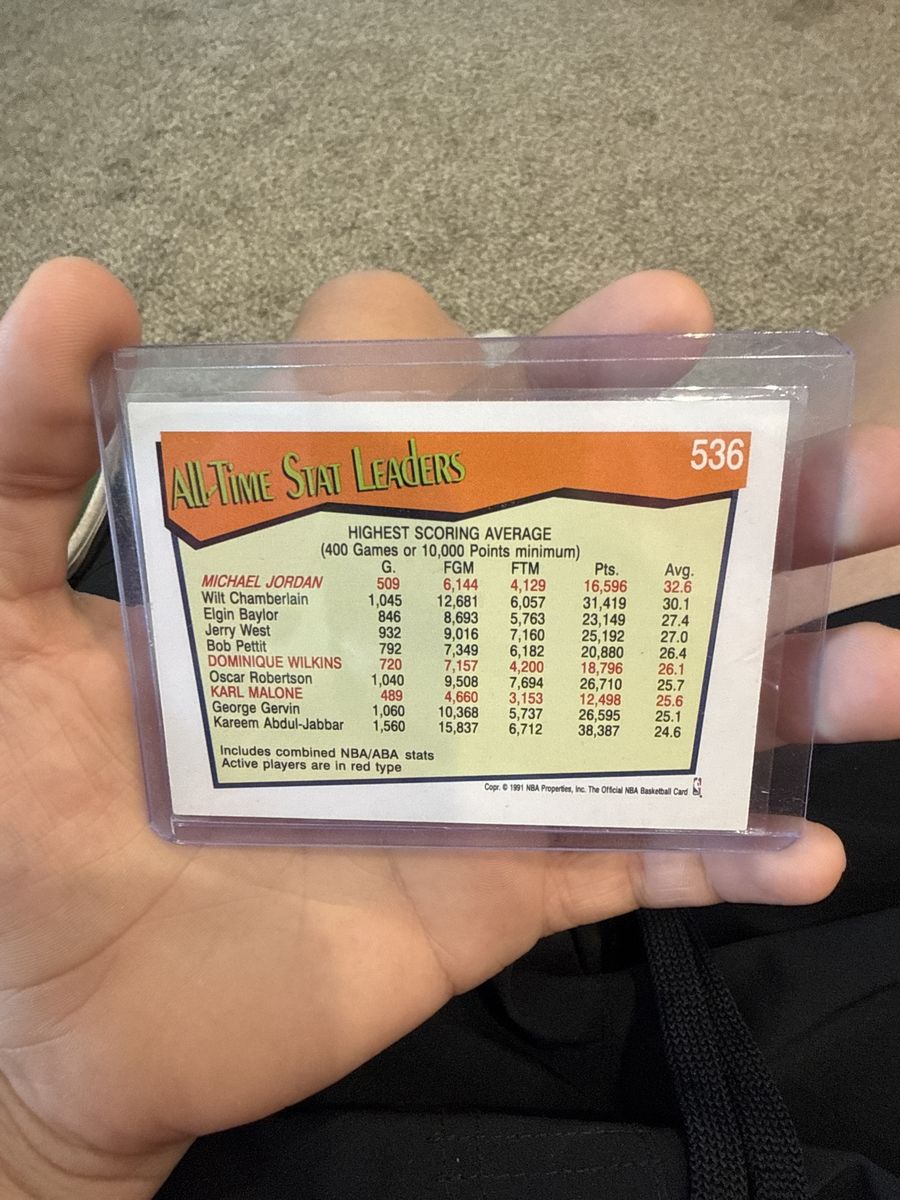 All-Time Stat Leaders 536
HIGHEST SCORING AVERAGE
(400 Games or 10,000 Points minimum)
G. FGM FTM Pts. Avg.
MICHAEL JORDAN 509 6,144 4,129 16,596 32.6
Wilt Chamberlain 1,045 12,681 6,057 31,419 30.1
Elgin Baylor 846 8,693 5,763 23,149 27.4
Jerry West 932 9,016 7,160 25,192 27.0
Bob Pettit 792 7,349 6,182 20,880 26.4
DOMINIQUE WILKINS 720 7,157 4,200 18,796 26.1
Oscar Robertson 1,040 9,508 7,694 26,710 25.7
KARL MALONE 489 4,660 3,153 12,498 25.6
George Gervin 1,060 10,368 5,737 26,595 25.1
Kareem Abdul-Jabbar 1,560 15,837 6,712 38,387 24.6
Includes combined NBA/ABA stats
Active players are in red type
Copr. © 1991 NBA Properties, Inc. The Official NBA Basketball Card